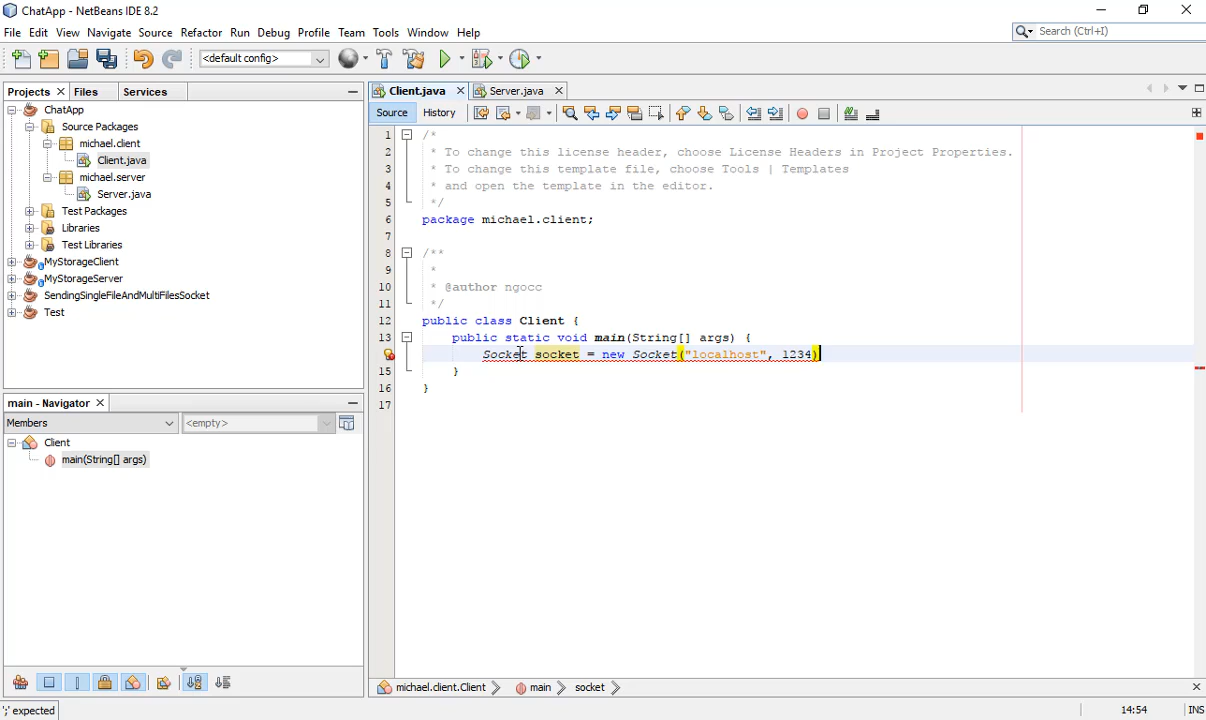 ChatApp - NetBeans IDE 8.2
File Edit View Navigate Source Refactor Run Debug Profile Team Tools Window Help
Search (Ctrl+I)
<default config>
Projects Files Services
ChatApp
Source Packages
michael.client
Client.java
michael.server
Server.java
Test Packages
Libraries
Test Libraries
MyStorageClient
MyStorageServer
SendingSingleFileAndMultiFilesSocket
Test
main - Navigator
Members <empty>
Client
main(String[] args)
Client.java Server.java
Source History
1 /*
2 * To change this license header, choose License Headers in Project Properties.
3 * To change this template file, choose Tools | Templates
4 * and open the template in the editor.
5 */
6 package michael.client;
7
8 /**
9 *
10 * @author ngocc
11 */
12 public class Client {
13 public static void main(String[] args) {
Socket socket = new Socket("localhost", 1234)
15 }
16 }
17
michael.client.Client main socket
';' expected
14:54 INS